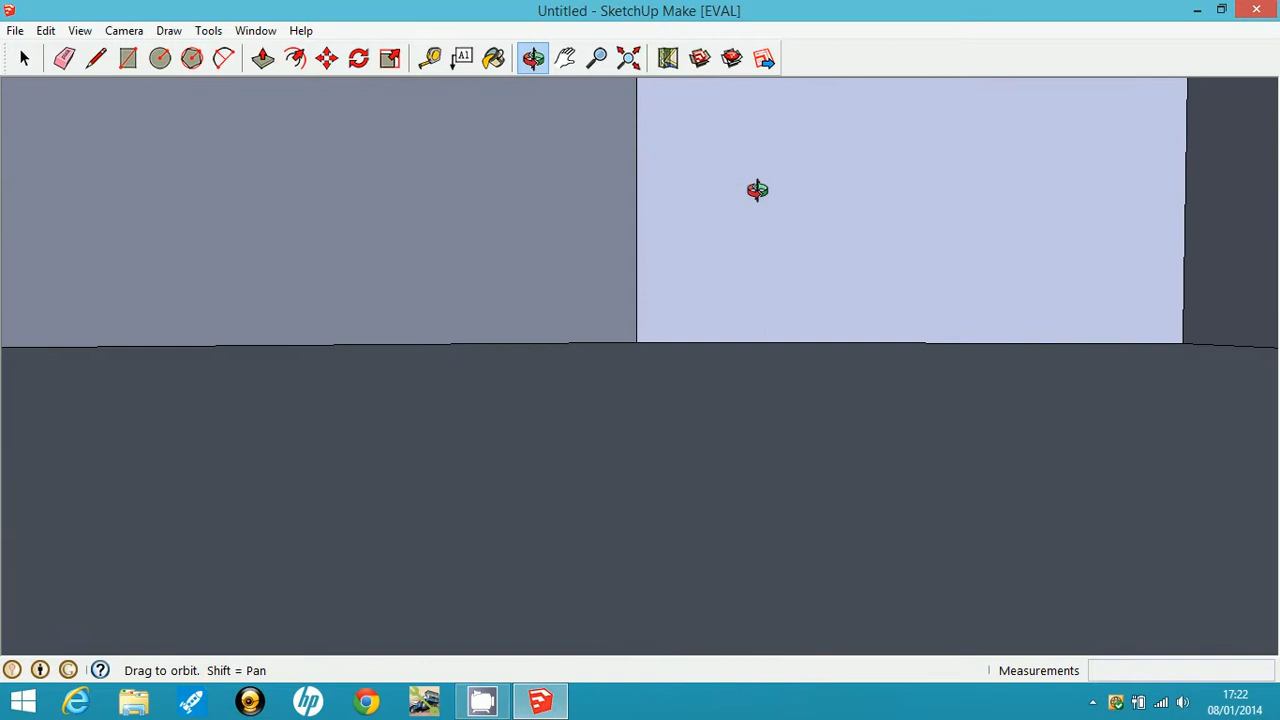 Untitled - SketchUp Make [EVAL]
File Edit View Camera Draw Tools Window Help
A1
Drag to orbit. Shift = Pan
Measurements
17:22
08/01/2014